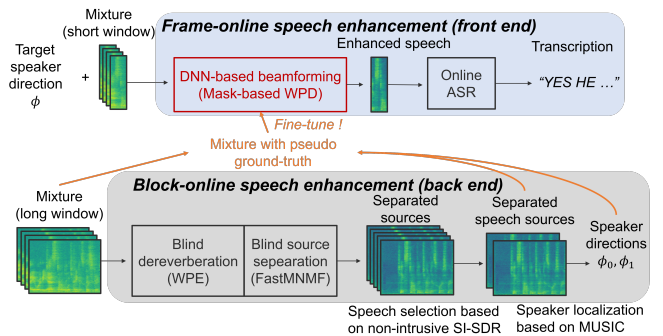 Mixture
(short window)
Frame-online speech enhancement (front end)
Target
speaker
direction
ϕ
+
DNN-based beamforming
(Mask-based WPD)
Enhanced speech
Online
ASR
Transcription
“YES HE …”
Fine-tune !
Mixture with pseudo
ground-truth
Mixture
(long window)
Block-online speech enhancement (back end)
Blind
dereverberation
(WPE)
Blind source
sepearation
(FastMNMF)
Separated
sources
Separated
speech sources
Speaker
directions
ϕ0, ϕ1
Speech selection based
on non-intrusive SI-SDR
Speaker localization
based on MUSIC